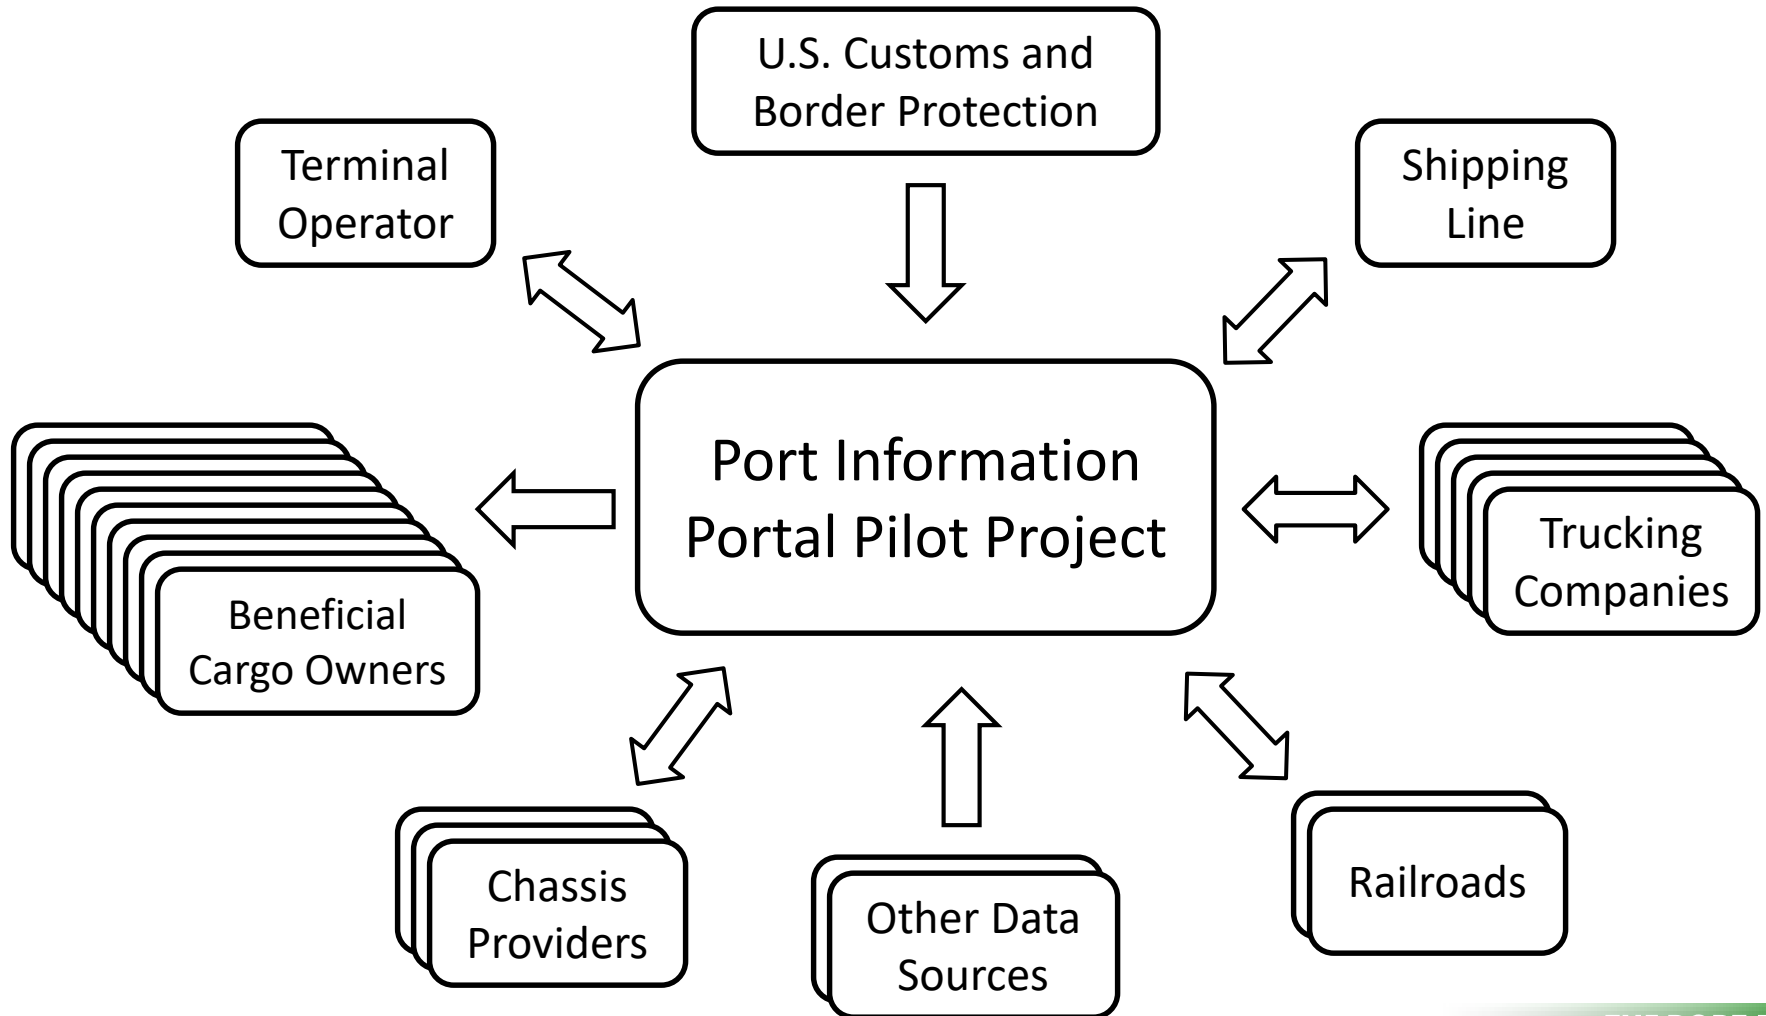 U.S. Customs and
Border Protection
Terminal
Operator
Shipping
Line
Port Information
Portal Pilot Project
Trucking
Companies
Beneficial
Cargo Owners
Chassis
Providers
Other Data
Sources
Railroads